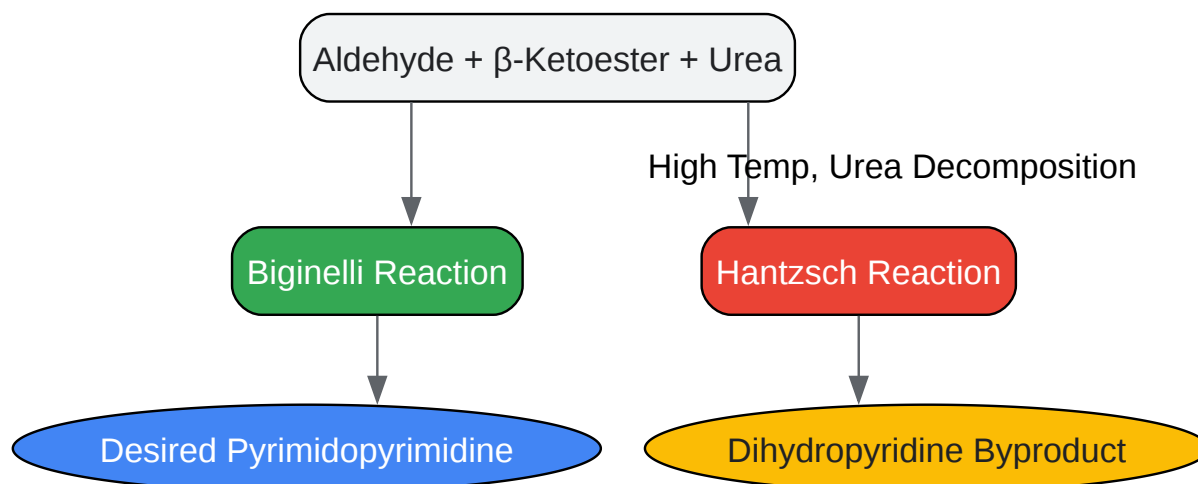 Aldehyde + β-Ketoester + Urea
High Temp, Urea Decomposition
Biginelli Reaction
Hantzsch Reaction
Desired Pyrimidopyrimidine
Dihydropyridine Byproduct